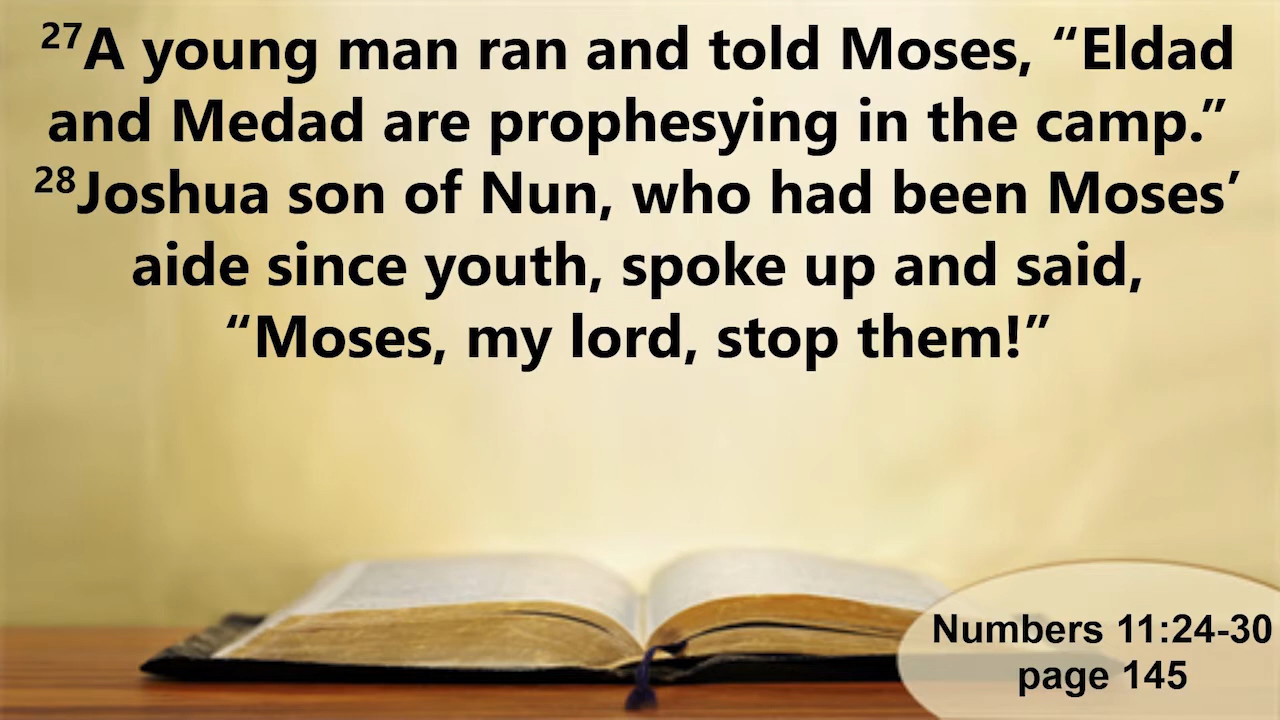 27A young man ran and told Moses, “Eldad
and Medad are prophesying in the camp.”
28Joshua son of Nun, who had been Moses’
aide since youth, spoke up and said,
“Moses, my lord, stop them!”
Numbers 11:24-30
page 145